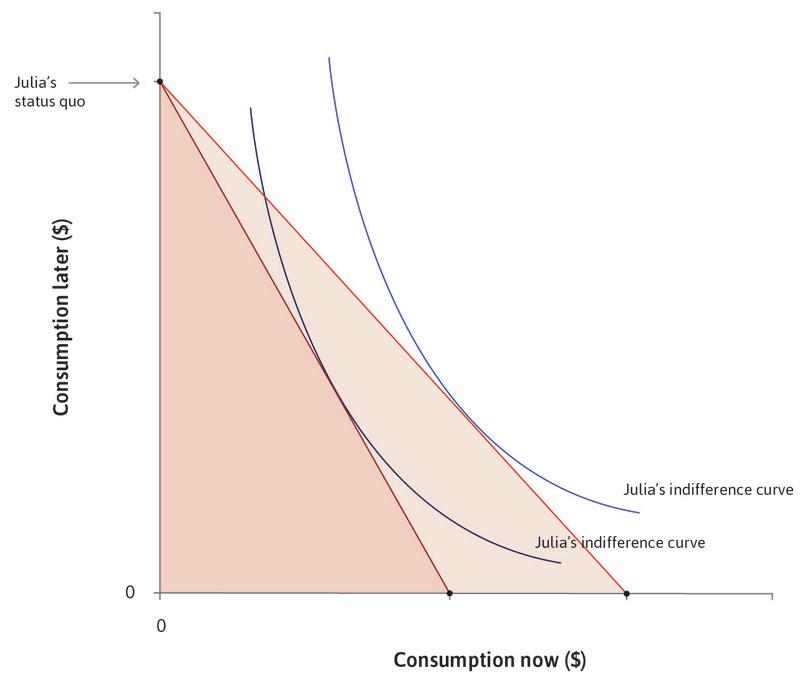 Julia's
status quo
Consumption later ($)
Julia's indifference curve
Julia's indifference curve
0
0
Consumption now ($)